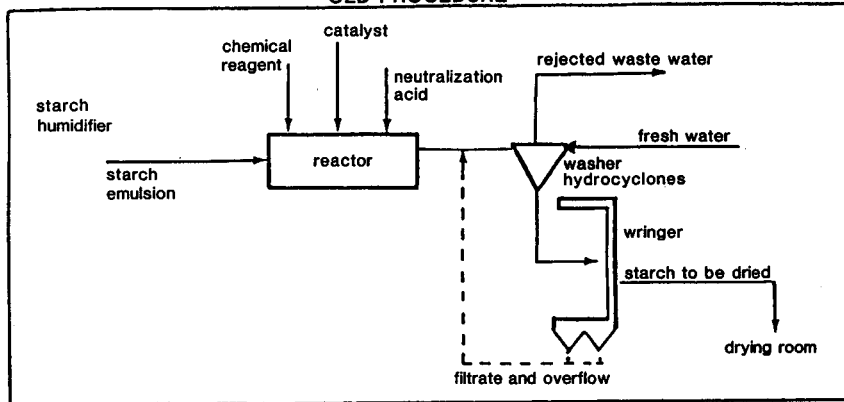 chemical
reagent
catalyst
neutralization
acid
rejected waste water
starch
humidifier
fresh water
reactor
starch
emulsion
washer
hydrocyclones
wringer
starch to be dried
drying room
filtrate and overflow